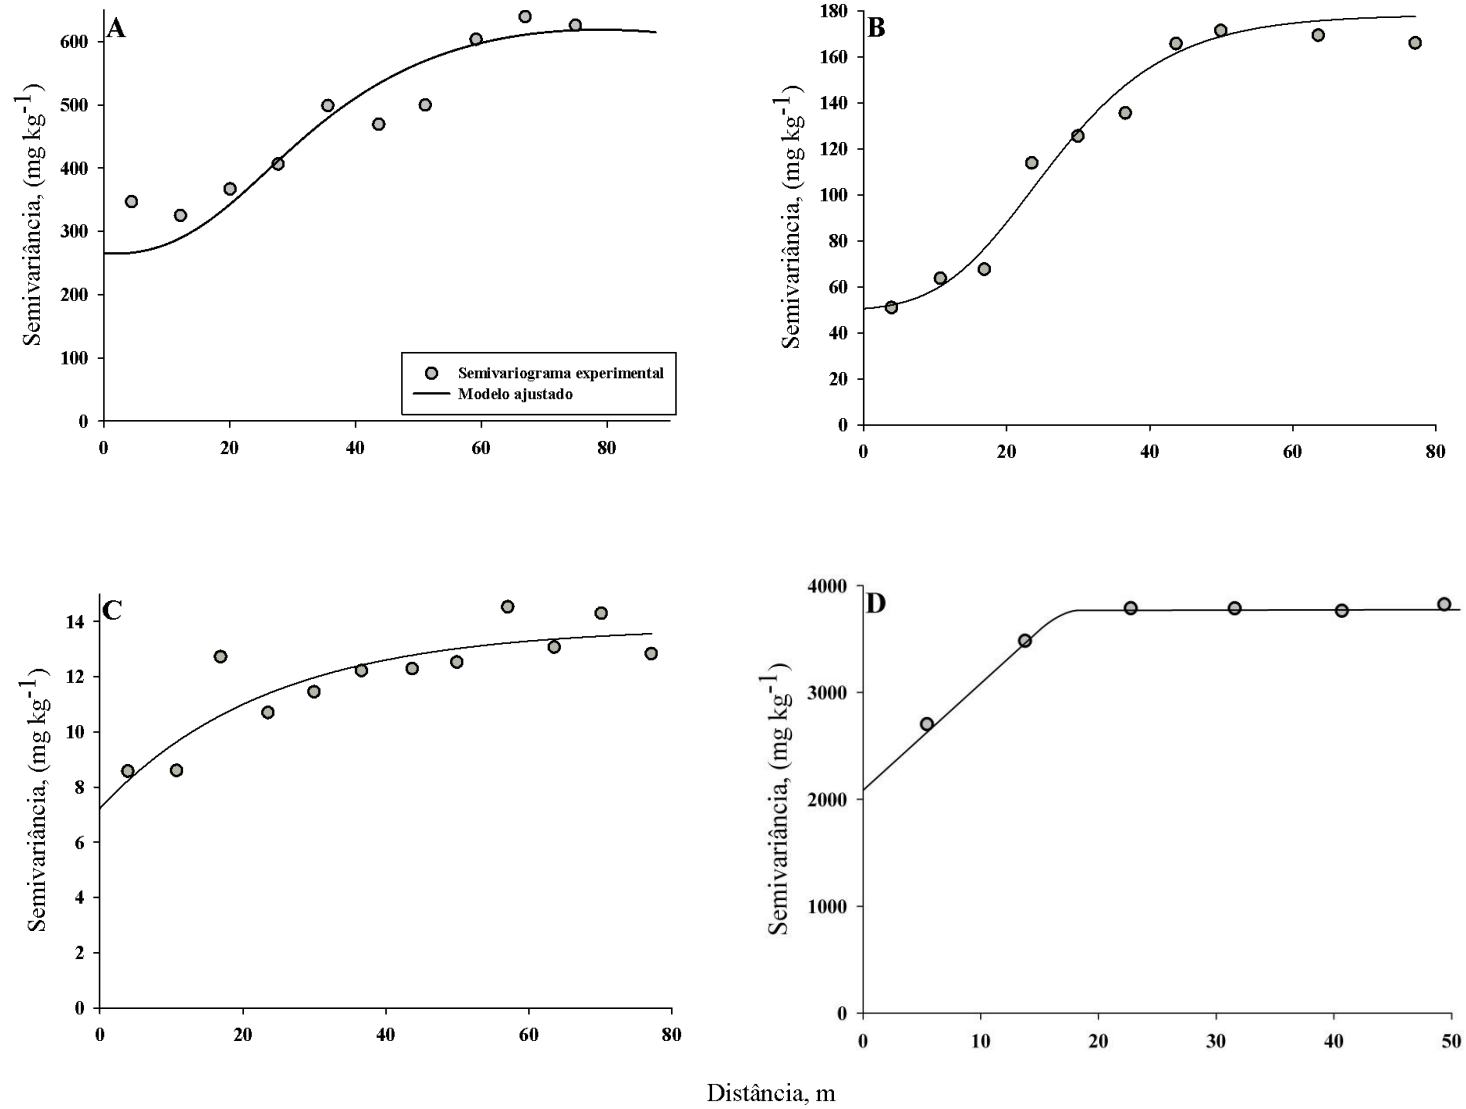 A
Semivariância, (mg kg-1)
600
500
400
300
200
100
0
0 20 40 60 80
Semivariograma experimental
Modelo ajustado
B
Semivariância, (mg kg-1)
180
160
140
120
100
80
60
40
20
0
0 20 40 60 80
C
Semivariância, (mg kg-1)
14
12
10
8
6
4
2
0
0 20 40 60 80
D
Semivariância, (mg kg-1)
4000
3000
2000
1000
0
0 10 20 30 40 50
Distância, m